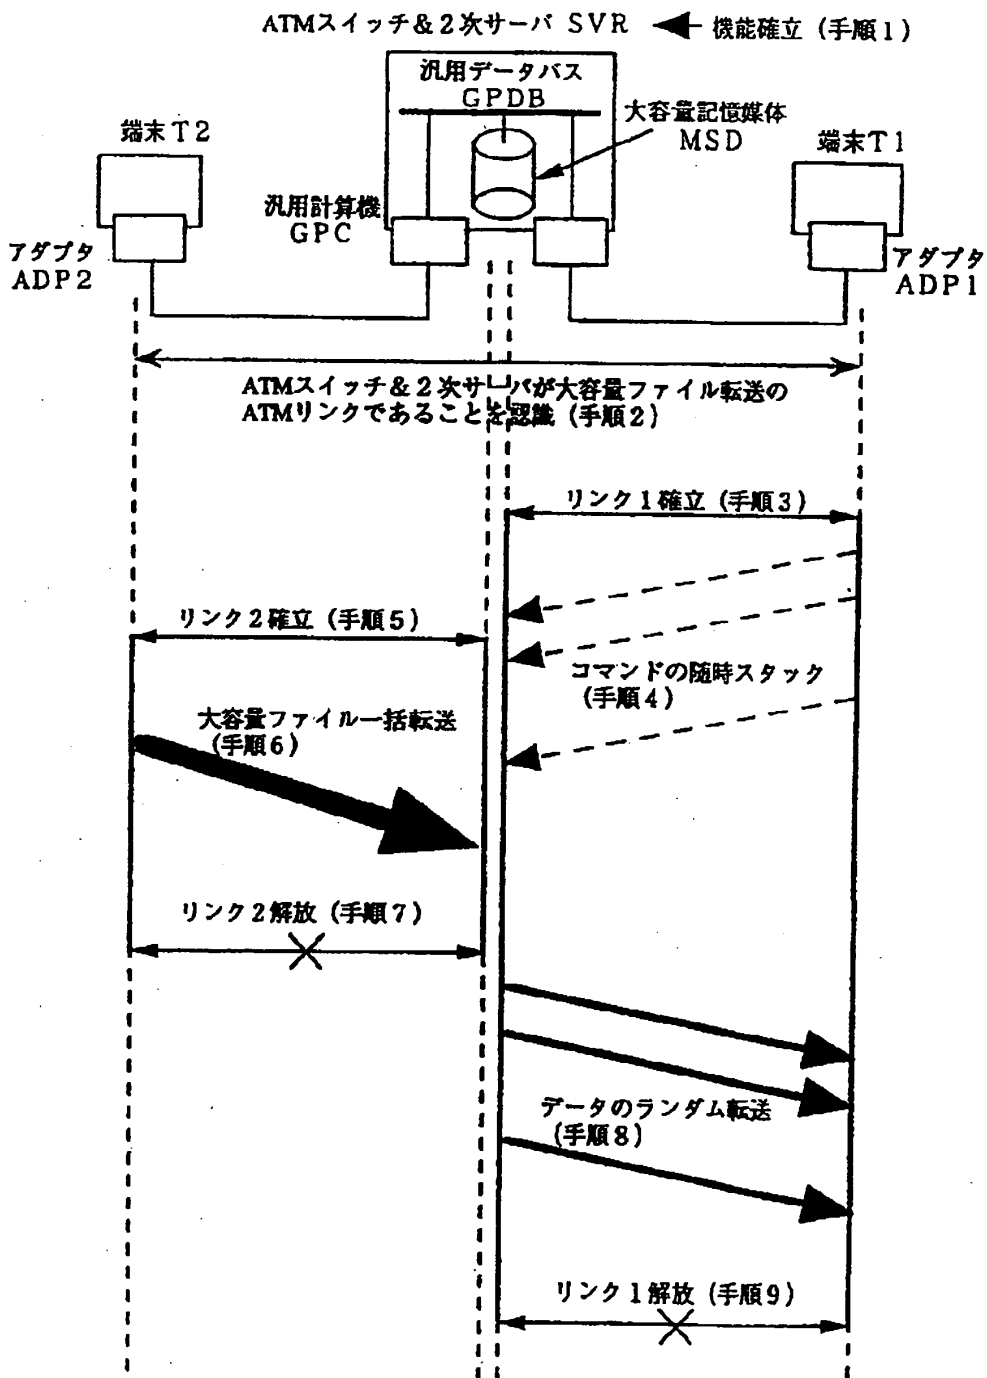 ATMスイッチ&2次サーバ SVR
機能確立(手順1)
汎用データバス
GPDB
大容量記憶媒体
MSD
端末T2
端末T1
汎用計算機
GPC
アダプタ
ADP2
アダプタ
ADP1
ATMスイッチ&2次サーバが大容量ファイル転送の
ATMリンクであることを認識(手順2)
リンク1確立(手順3)
リンク2確立(手順5)
コマンドの随時スタック
(手順4)
大容量ファイル一括転送
(手順6)
リンク2解放(手順7)
データのランダム転送
(手順8)
リンク1解放(手順9)